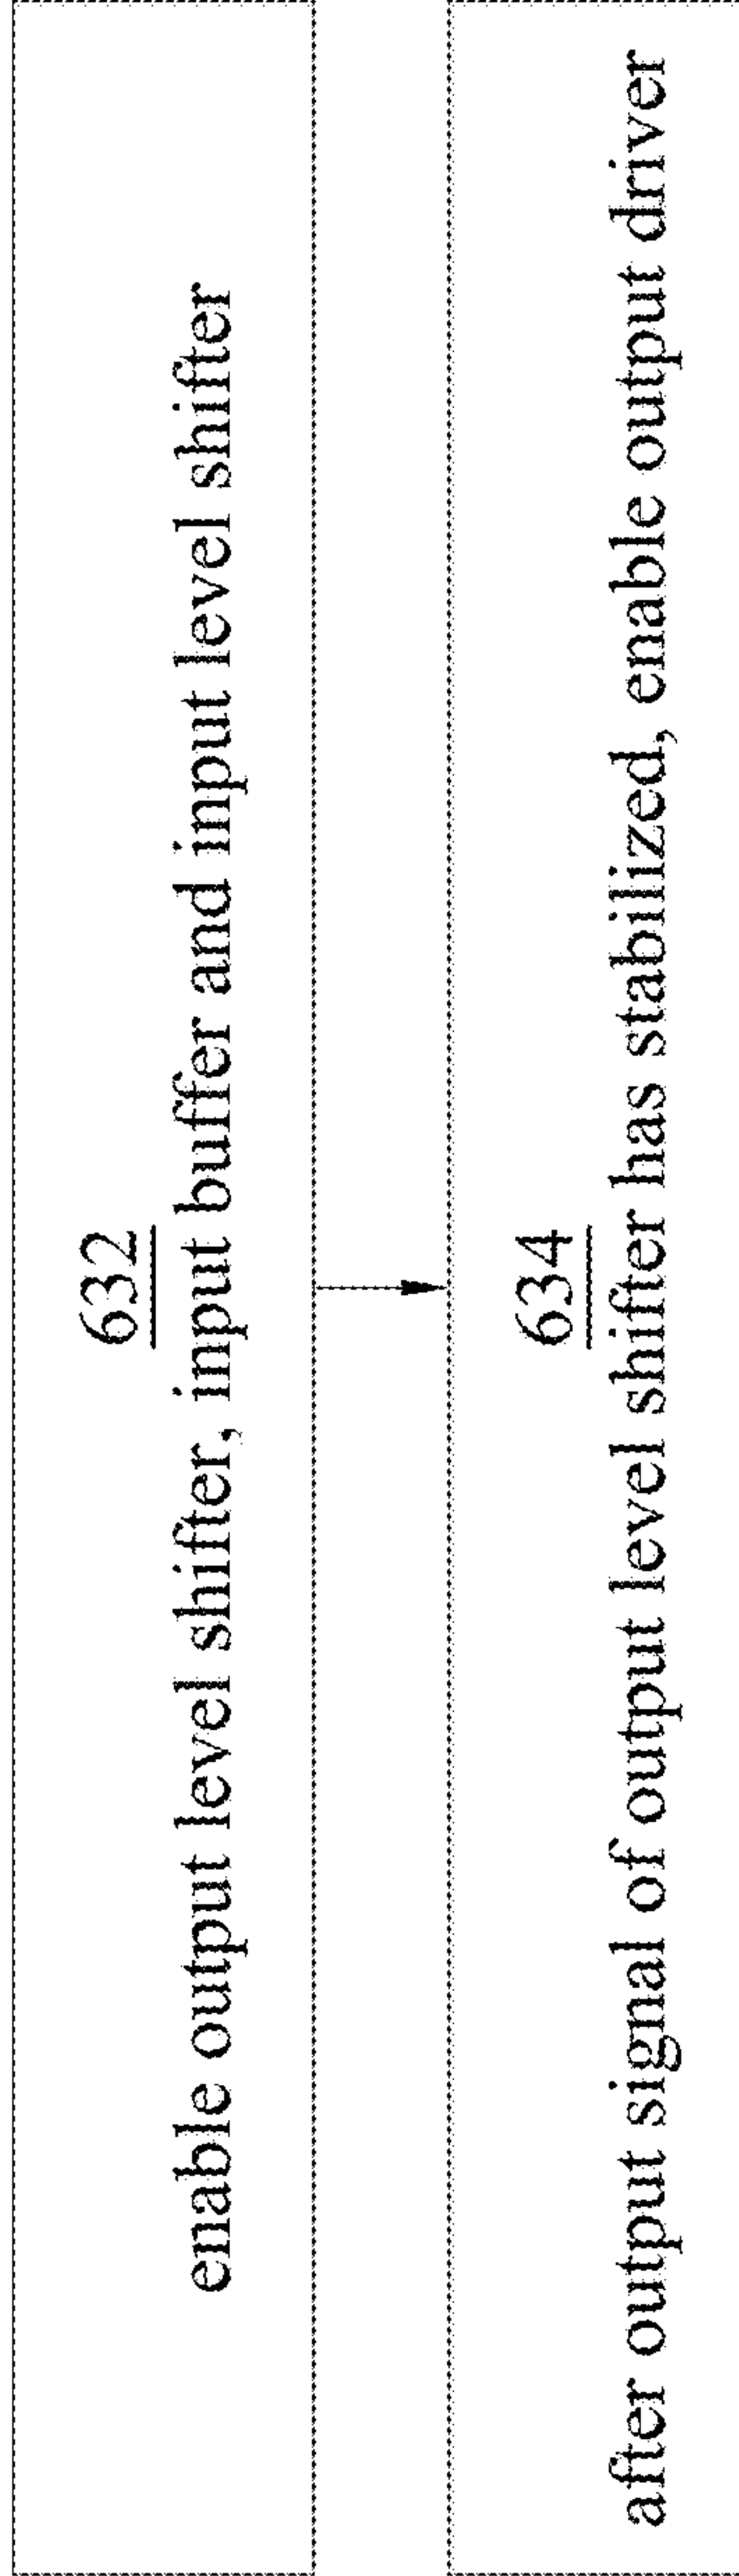 632
enable output level shifter, input buffer and input level shifter
634
after output signal of output level shifter has stabilized, enable output driver